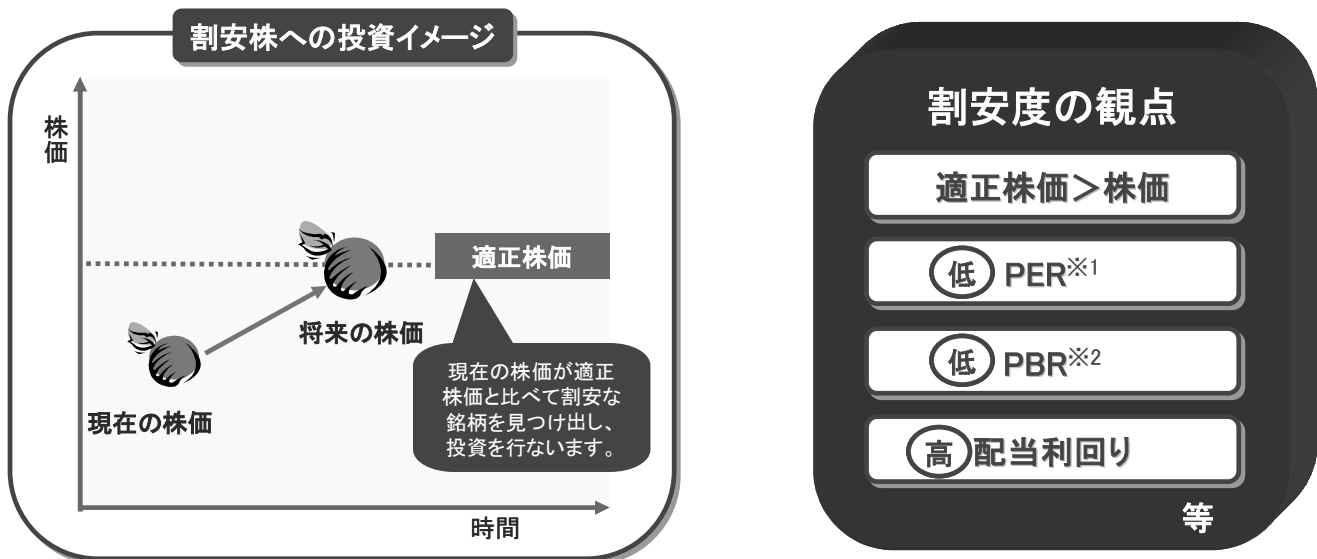 割安株への投資イメージ
株価
適正株価
将来の株価
現在の株価が適正
株価と比べて割安な
銘柄を見つけ出し、
投資を行ないます。
現在の株価
時間
割安度の観点
適正株価＞株価
低 PER※1
低 PBR※2
高 配当利回り
等